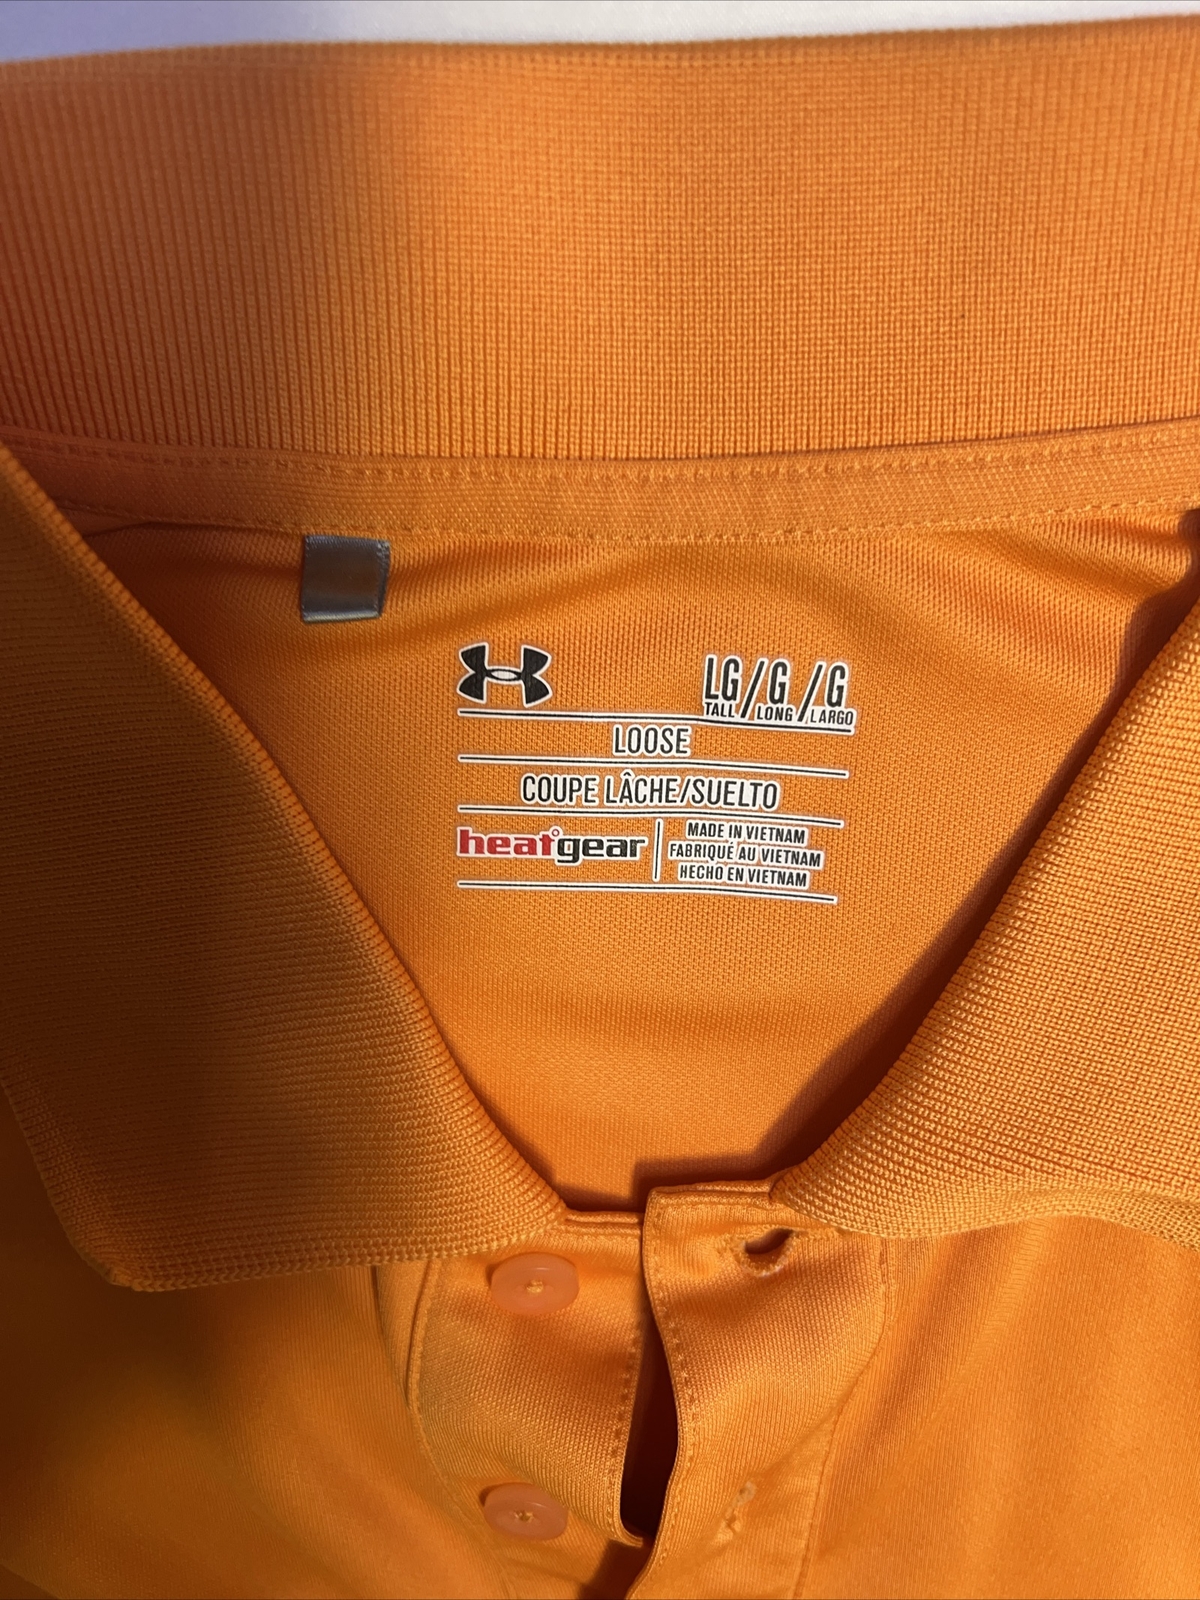 LG/G/G
TALL LONG LARGO
LOOSE
COUPE LÂCHE/SUELTO
heatgear
MADE IN VIETNAM
FABRIQUÉ AU VIETNAM
HECHO EN VIETNAM